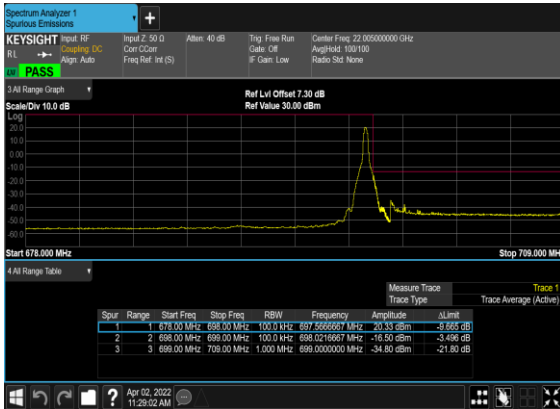 Spectrum Analyzer 1
Spurious Emissions
KEYSIGHT Input: RF Input Z: 50 Ω Atten: 40 dB Trig: Free Run Center Freq: 22.005000000 GHz
RL Coupling: DC Corr CCorr Gate: Off Avg|Hold: 100/100
Align: Auto Freq Ref: Int (S) IF Gain: Low Radio Std: None
PASS
3 All Range Graph
Ref Lvl Offset 7.30 dB
Scale/Div 10.0 dB Ref Value 30.00 dBm
Log
20.0
10.0
0.00
-10.0
-20.0
-30.0
-40.0
-50.0
-60.0
Start 678.000 MHz Stop 709.000 MH
4 All Range Table
Measure Trace Trace 1
Trace Type Trace Average (Active)
Spur Range Start Freq Stop Freq RBW Frequency Amplitude ΔLimit
1 1 678.00 MHz 698.00 MHz 100.0 kHz 697.5666667 MHz 20.33 dBm -9.665 dB
2 2 698.00 MHz 699.00 MHz 100.0 kHz 698.0216667 MHz -16.50 dBm -3.496 dB
3 3 699.00 MHz 709.00 MHz 1.000 MHz 699.0000000 MHz -34.80 dBm -21.80 dB
? Apr 02, 2022
11:29:02 AM